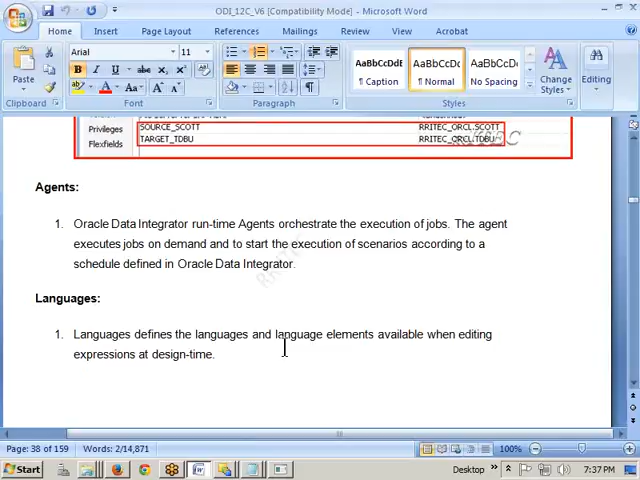 ODI_12C_V6 [Compatibility Mode] - Microsoft Word
Home Insert Page Layout References Mailings Review View Acrobat
Paste
Clipboard
Arial 11
Font
Paragraph
AaBbCcDc AaBbCcDc AaBbCcDc
¶ Caption ¶ Normal No Spacing
Change Styles
Styles
Editing
Privileges SOURCE_SCOTT RRITEC_ORCL.SCOTT
Flexfields TARGET_TDBU RRITEC_ORCL.TDBU
Agents:
1. Oracle Data Integrator run-time Agents orchestrate the execution of jobs. The agent
executes jobs on demand and to start the execution of scenarios according to a
schedule defined in Oracle Data Integrator.
Languages:
1. Languages defines the languages and language elements available when editing
expressions at design-time.
Page: 38 of 159 Words: 2/14,871 100%
Start Desktop 7:37 PM